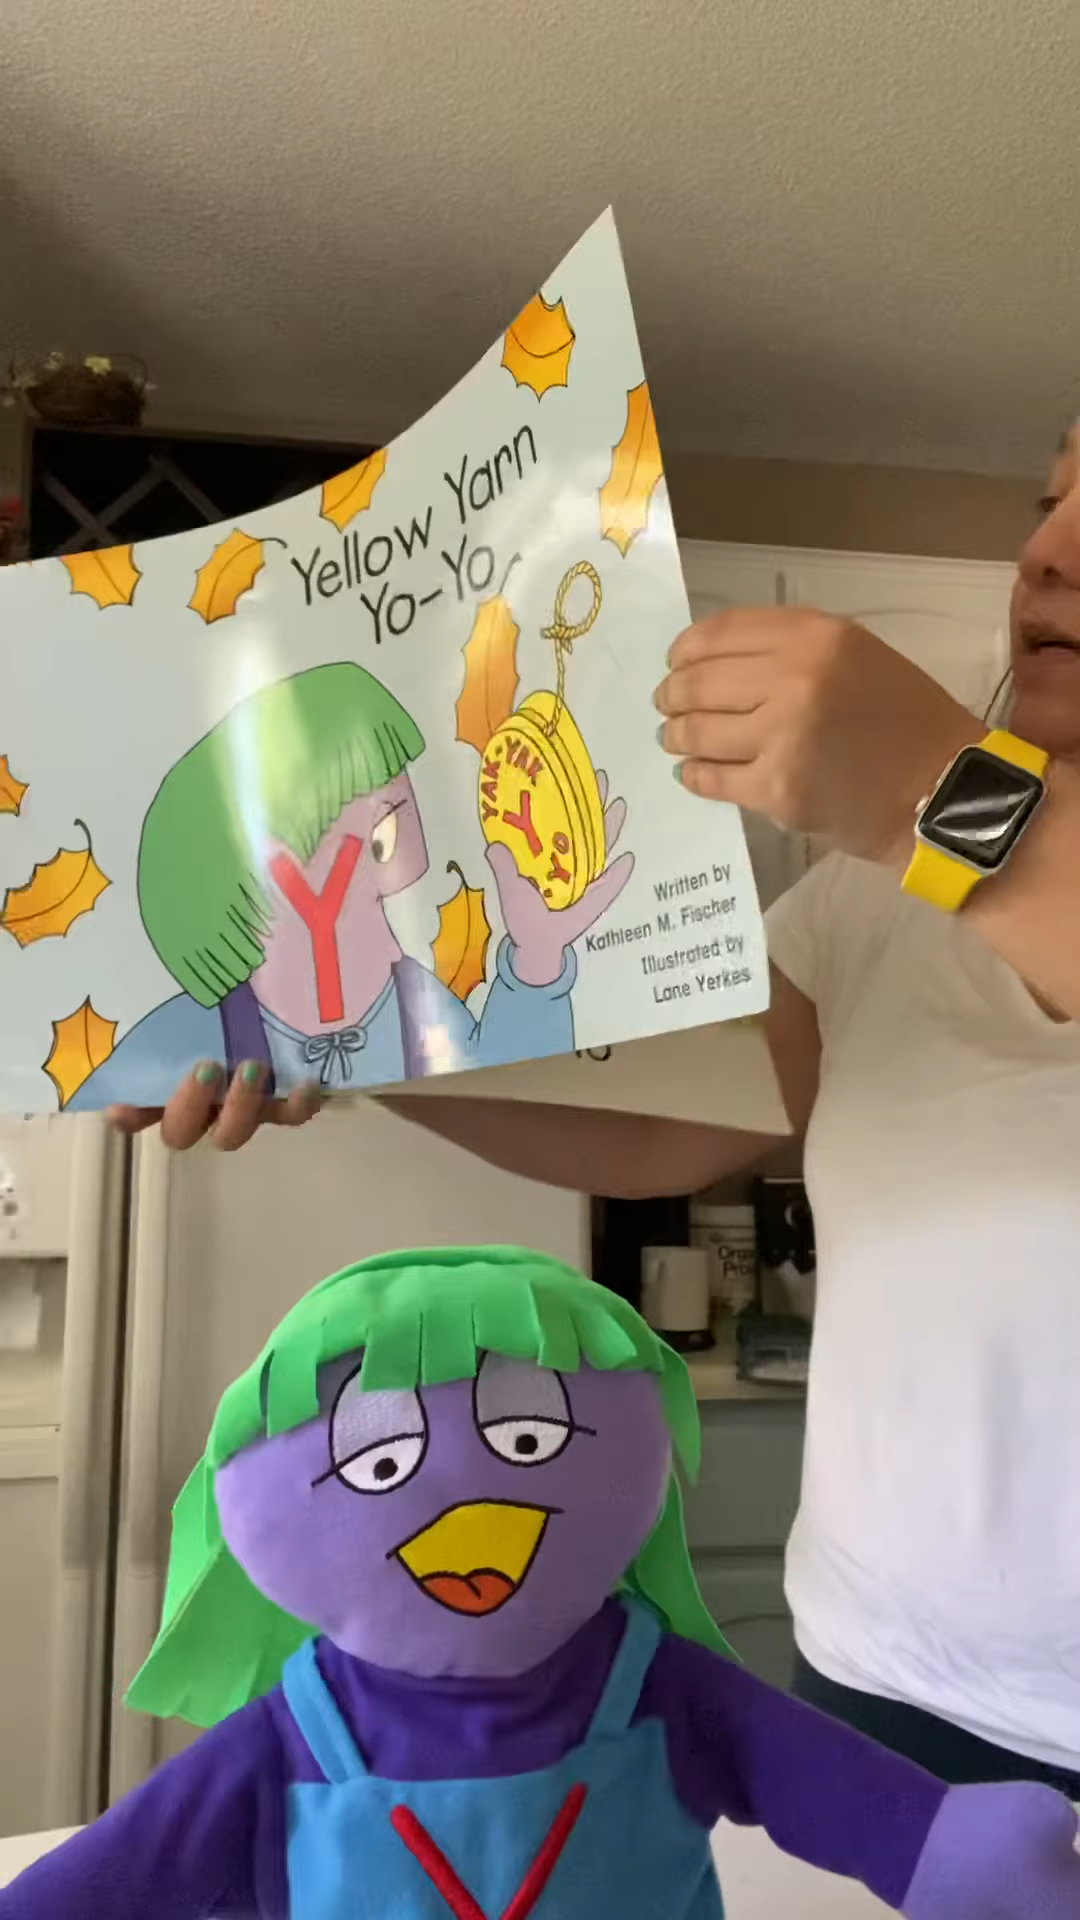 Yellow Yarn
Yo-Yo
YAK-YAK
Y
YO
Y
Written by
Kathleen M. Fischer
Illustrated by
Lane Yerkes
Y